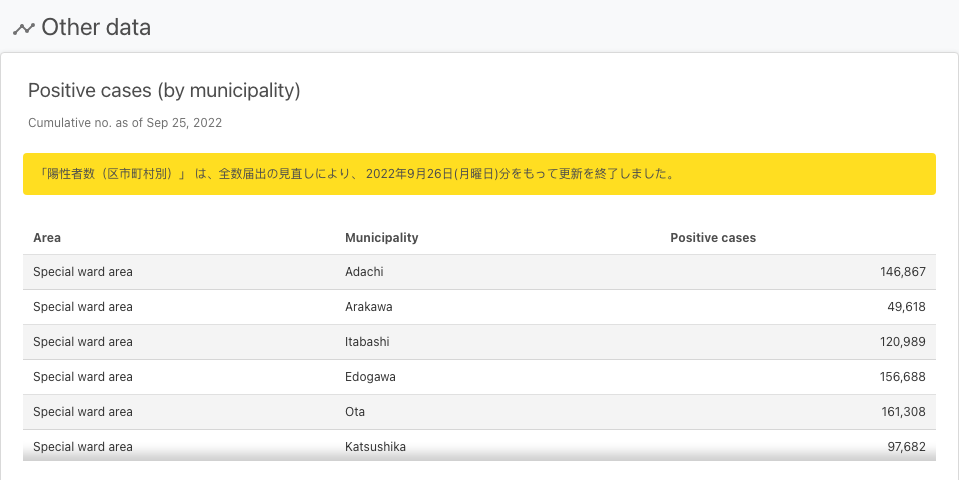 Other data
Positive cases (by municipality)
Cumulative no. as of Sep 25, 2022
「陽性者数（区市町村別）」 は、全数届出の見直しにより、 2022年9月26日(月曜日)分をもって更新を終了しました。
Area Municipality Positive cases
Special ward area Adachi 146,867
Special ward area Arakawa 49,618
Special ward area Itabashi 120,989
Special ward area Edogawa 156,688
Special ward area Ota 161,308
Special ward area Katsushika 97,682